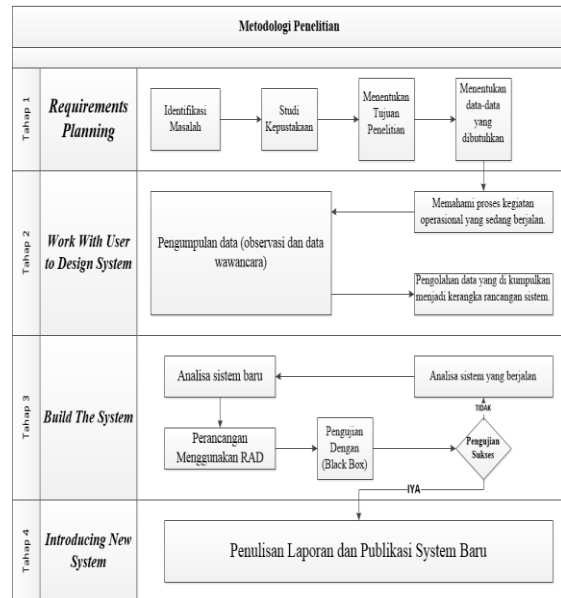 Metodologi Penelitian
Tahap 1
Requirements
Planning
Identifikasi
Masalah
Studi
Kepustakaan
Menentukan
Tujuan
Penelitian
Menentukan
data-data
yang
dibutuhkan
Tahap 2
Work With User
to Design System
Memahami proses kegiatan
operasional yang sedang berjalan.
Pengumpulan data (observasi dan data
wawancara)
Pengolahan data yang di kumpulkan
menjadi kerangka rancangan sistem.
Tahap 3
Build The System
Analisa sistem baru
Analisa sistem yang berjalan
TIDAK
Perancangan
Menggunakan RAD
Pengujian
Dengan
(Black Box)
Pengujian
Sukses
IYA
Tahap 4
Introducing New
System
Penulisan Laporan dan Publikasi System Baru